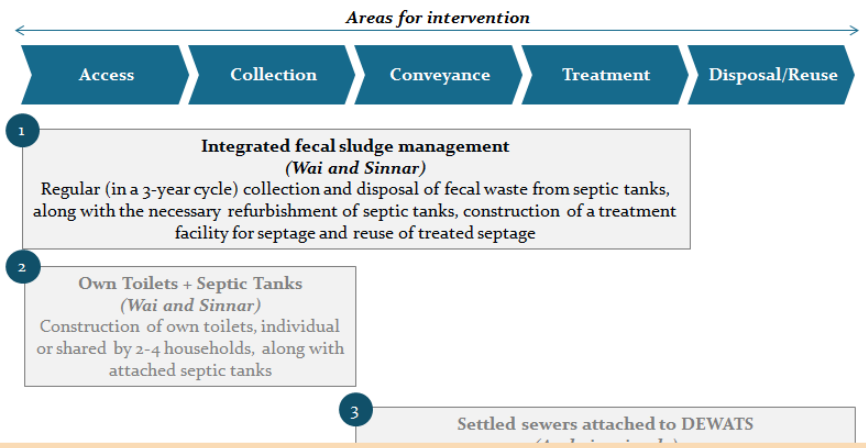 Areas for intervention
Access
Collection
Conveyance
Treatment
Disposal/Reuse
1
Integrated fecal sludge management
(Wai and Sinnar)
Regular (in a 3-year cycle) collection and disposal of fecal waste from septic tanks,
along with the necessary refurbishment of septic tanks, construction of a treatment
facility for septage and reuse of treated septage
2
Own Toilets + Septic Tanks
(Wai and Sinnar)
Construction of own toilets, individual
or shared by 2-4 households, along with
attached septic tanks
3
Settled sewers attached to DEWATS